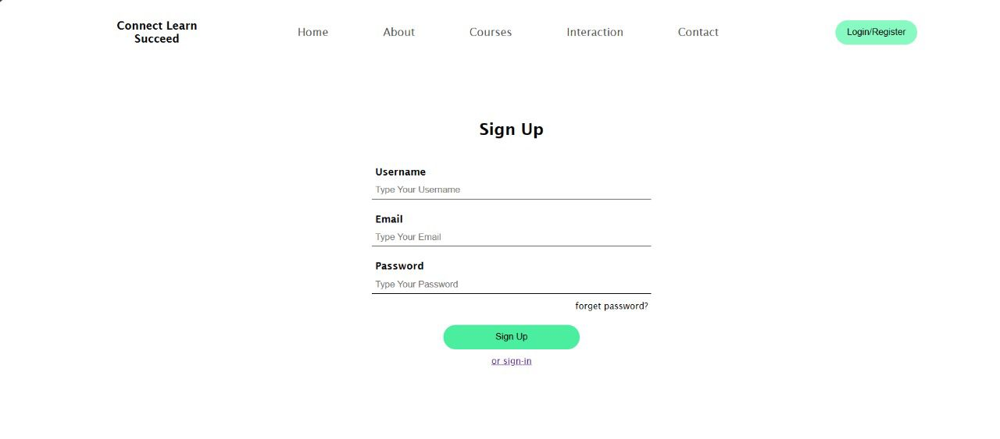 Connect Learn
Succeed
Home
About
Courses
Interaction
Contact
Login/Register
Sign Up
Username
Type Your Username
Email
Type Your Email
Password
Type Your Password
forget password?
Sign Up
or sign-in